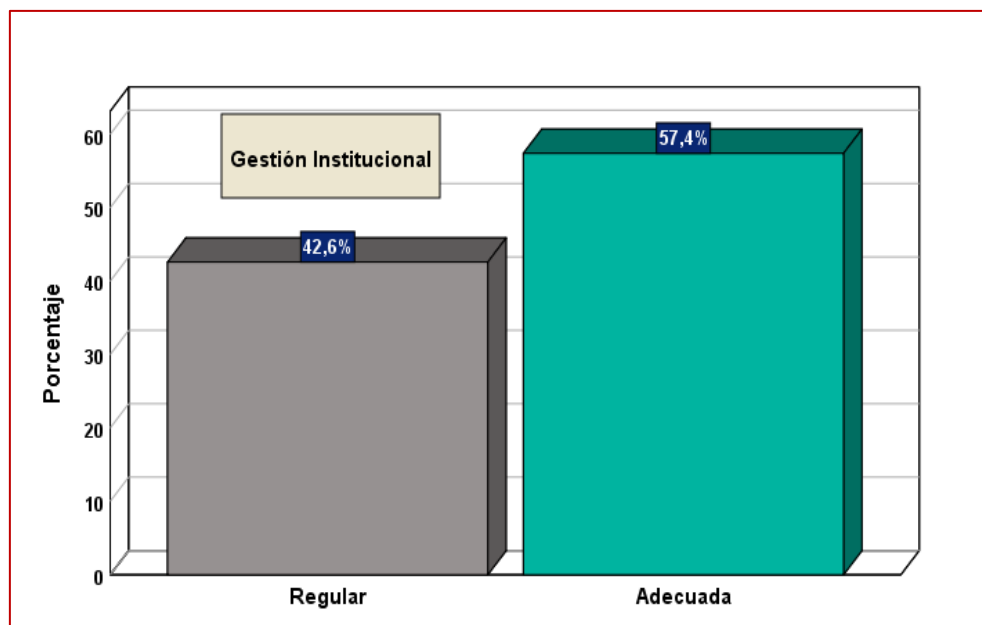 Gestión Institucional
57,4%
42,6%
60
50
40
30
20
10
0
Porcentaje
Regular
Adecuada